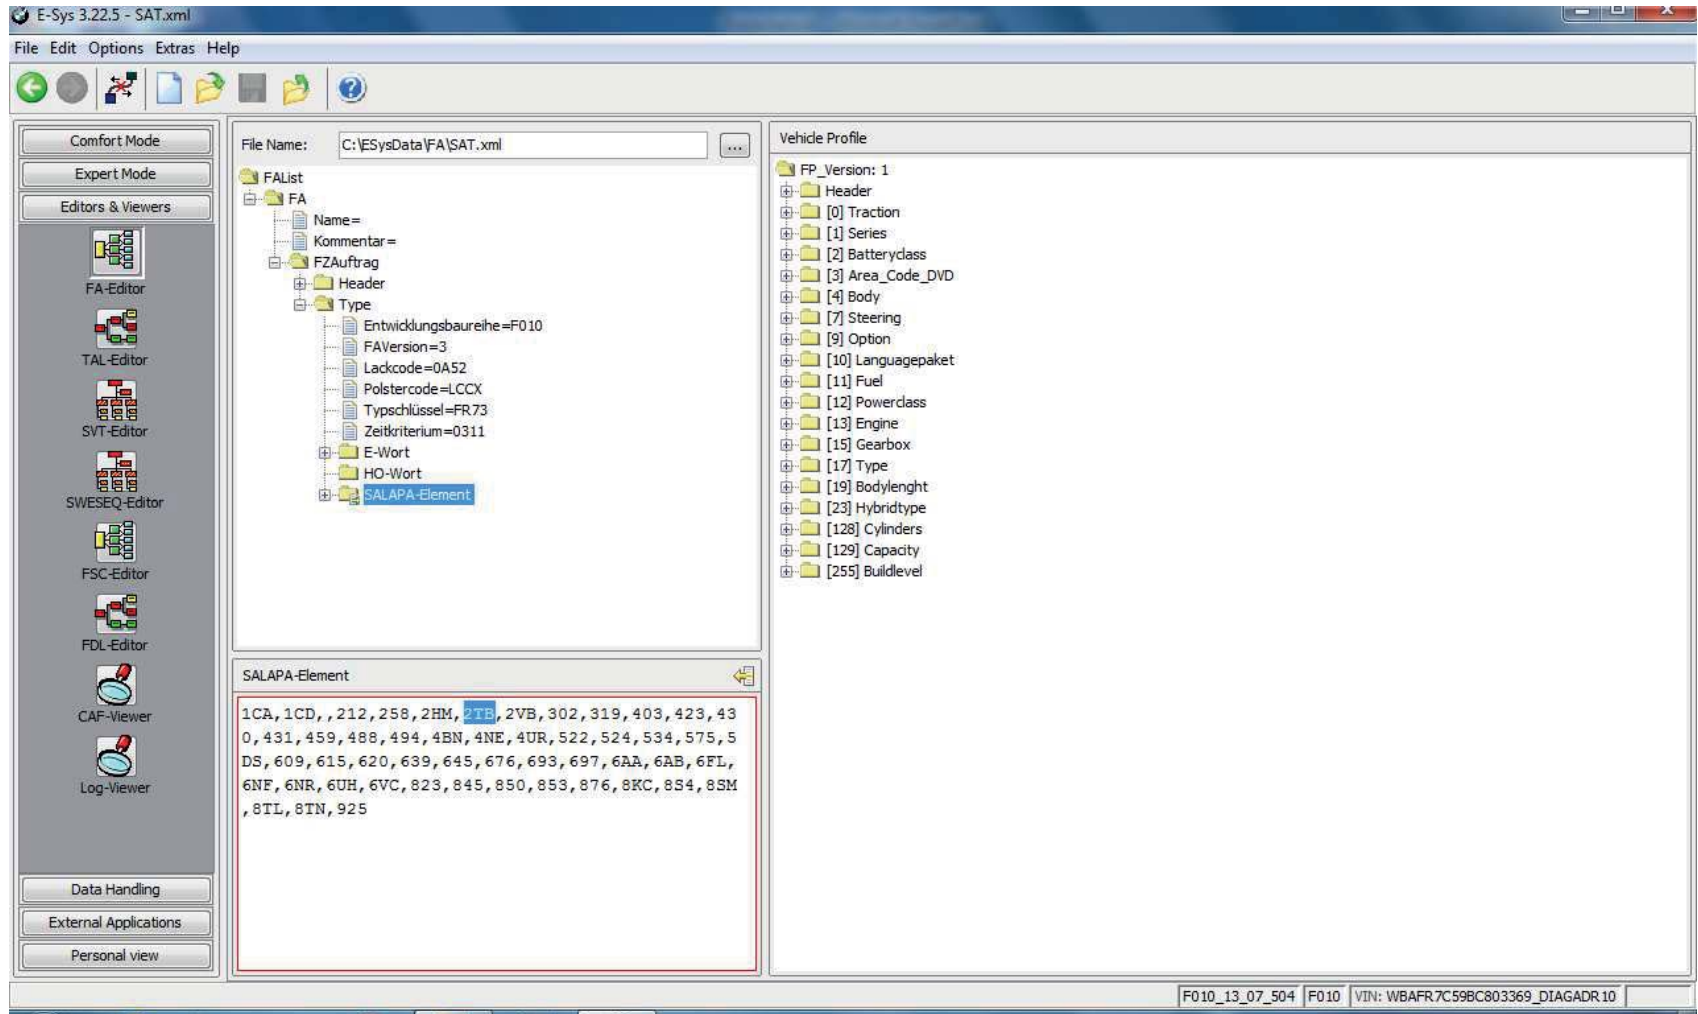 E-Sys 3.22.5 - SAT.xml
File Edit Options Extras Help
Comfort Mode
Expert Mode
Editors & Viewers
FA-Editor
TAL-Editor
SVT-Editor
SWESEQ-Editor
FSC-Editor
FDL-Editor
CAF-Viewer
Log-Viewer
Data Handling
External Applications
Personal view
File Name: C:\ESysData\FA\SAT.xml ...
FAList
FA
Name=
Kommentar=
FZAuftrag
Header
Type
Entwicklungsbaureihe=F010
FAVersion=3
Lackcode=0A52
Polstercode=LCCX
Typschlüssel=FR73
Zeitkriterium=0311
E-Wort
HO-Wort
SALAPA-Element
SALAPA-Element
1CA,1CD,,212,258,2HM,2TB,2VB,302,319,403,423,43
0,431,459,488,494,4BN,4NE,4UR,522,524,534,575,5
DS,609,615,620,639,645,676,693,697,6AA,6AB,6FL,
6NF,6NR,6UH,6VC,823,845,850,853,876,8KC,8S4,8SM
,8TL,8TN,925
Vehicle Profile
FP_Version: 1
Header
[0] Traction
[1] Series
[2] Batteryclass
[3] Area_Code_DVD
[4] Body
[7] Steering
[9] Option
[10] Languagepaket
[11] Fuel
[12] Powerclass
[13] Engine
[15] Gearbox
[17] Type
[19] Bodylenght
[23] Hybridtype
[128] Cylinders
[129] Capacity
[255] Buildlevel
F010_13_07_504 F010 VIN: WBAFR7C59BC803369_DIAGADR10